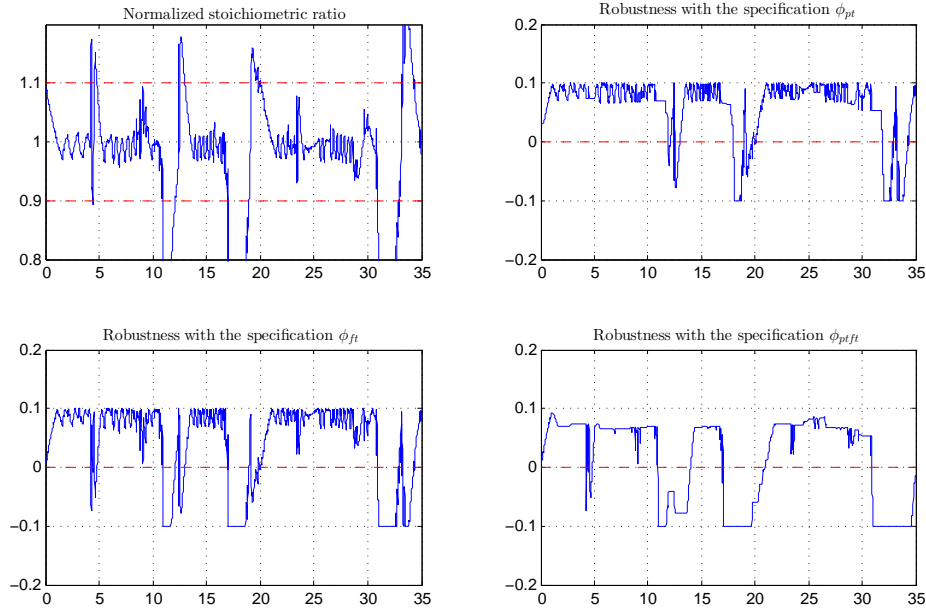 Normalized stoichiometric ratio
1.1
1
0.9
0.8
0 5 10 15 20 25 30 35
Robustness with the specification ϕ_pt
0.2
0.1
0
−0.1
−0.2
0 5 10 15 20 25 30 35
Robustness with the specification ϕ_ft
0.2
0.1
0
−0.1
−0.2
0 5 10 15 20 25 30 35
Robustness with the specification ϕ_ptft
0.2
0.1
0
−0.1
−0.2
0 5 10 15 20 25 30 35